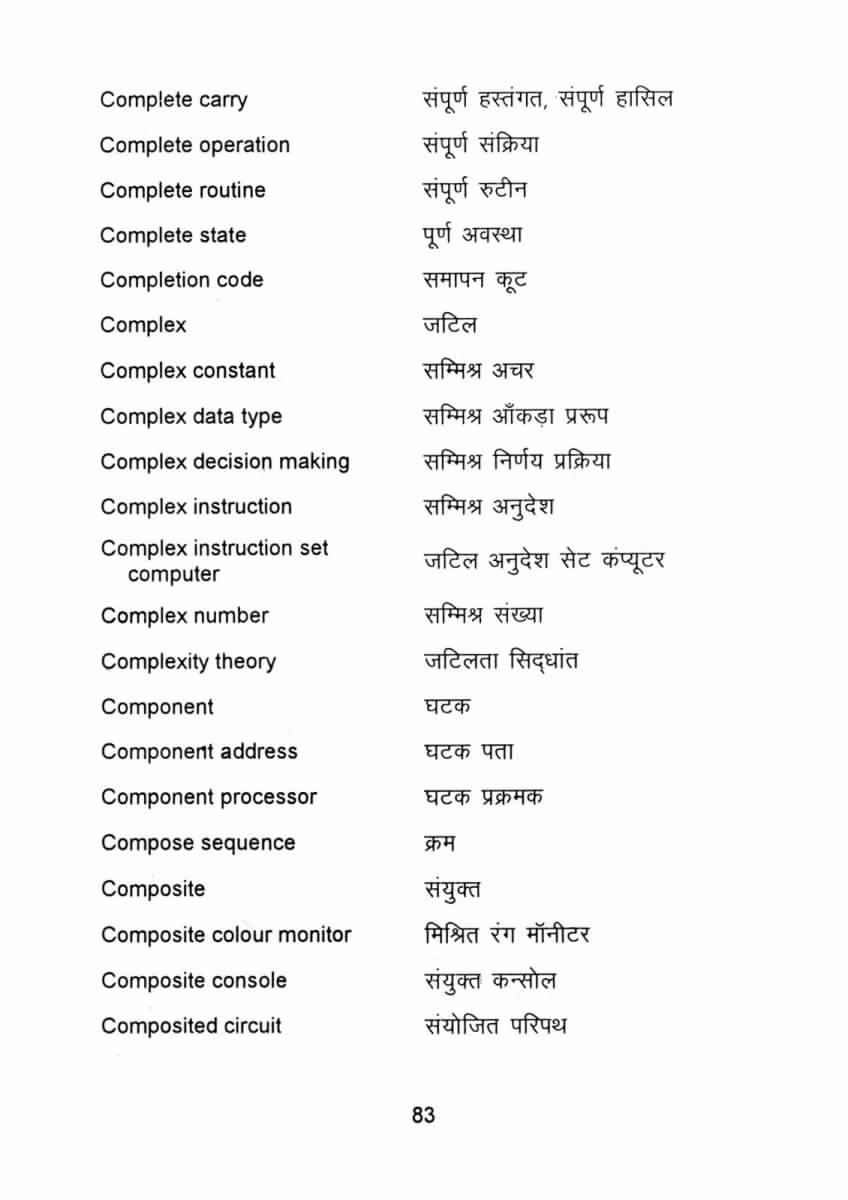 Complete carry संपूर्ण हस्तंगत, संपूर्ण हासिल
Complete operation संपूर्ण संक्रिया
Complete routine संपूर्ण रुटीन
Complete state पूर्ण अवस्था
Completion code समापन कूट
Complex जटिल
Complex constant सम्मिश्र अचर
Complex data type सम्मिश्र आँकड़ा प्ररूप
Complex decision making सम्मिश्र निर्णय प्रक्रिया
Complex instruction सम्मिश्र अनुदेश
Complex instruction set
computer जटिल अनुदेश सेट कंप्यूटर
Complex number सम्मिश्र संख्या
Complexity theory जटिलता सिद्धांत
Component घटक
Component address घटक पता
Component processor घटक प्रक्रमक
Compose sequence क्रम
Composite संयुक्त
Composite colour monitor मिश्रित रंग मॉनीटर
Composite console संयुक्त कन्सोल
Composited circuit संयोजित परिपथ
83